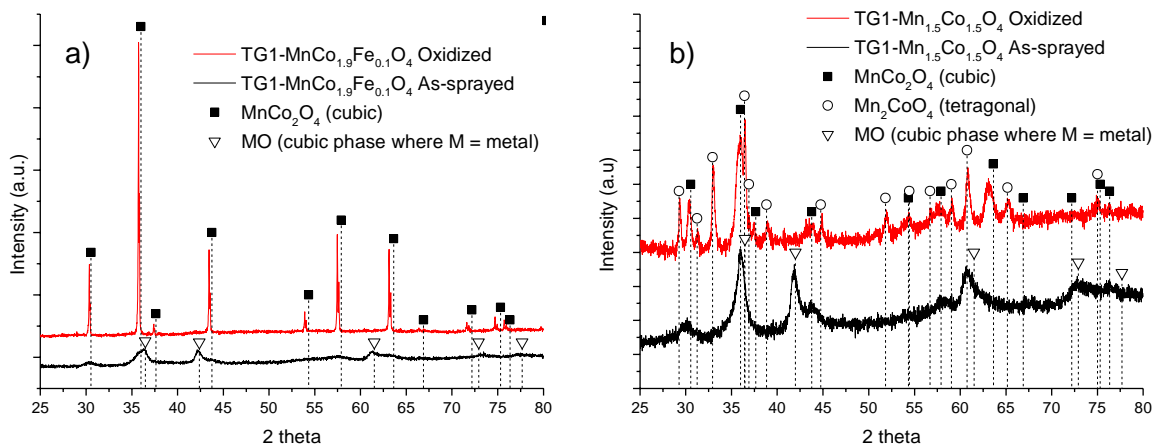 a)
TG1-MnCo1.9Fe0.1O4 Oxidized
TG1-MnCo1.9Fe0.1O4 As-sprayed
MnCo2O4 (cubic)
MO (cubic phase where M = metal)
Intensity (a.u.)
25 30 35 40 45 50 55 60 65 70 75 80
2 theta
b)
TG1-Mn1.5Co1.5O4 Oxidized
TG1-Mn1.5Co1.5O4 As-sprayed
MnCo2O4 (cubic)
Mn2CoO4 (tetragonal)
MO (cubic phase where M = metal)
Intensity (a.u)
25 30 35 40 45 50 55 60 65 70 75 80
2 theta